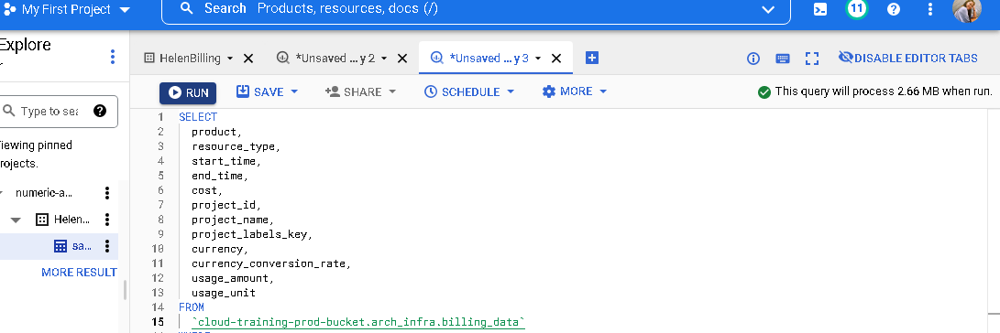 My First Project
Search Products, resources, docs (/)
11
Explore
HelenBilling
*Unsaved ... y 2
*Unsaved ... y 3
DISABLE EDITOR TABS
RUN
SAVE
SHARE
SCHEDULE
MORE
This query will process 2.66 MB when run.
Type to sea
iewing pinned
rojects.
numeric-a...
Helen...
sa...
MORE RESULT
1 SELECT
2 product,
3 resource_type,
4 start_time,
5 end_time,
6 cost,
7 project_id,
8 project_name,
9 project_labels_key,
10 currency,
11 currency_conversion_rate,
12 usage_amount,
13 usage_unit
14 FROM
15 `cloud-training-prod-bucket.arch_infra.billing_data`